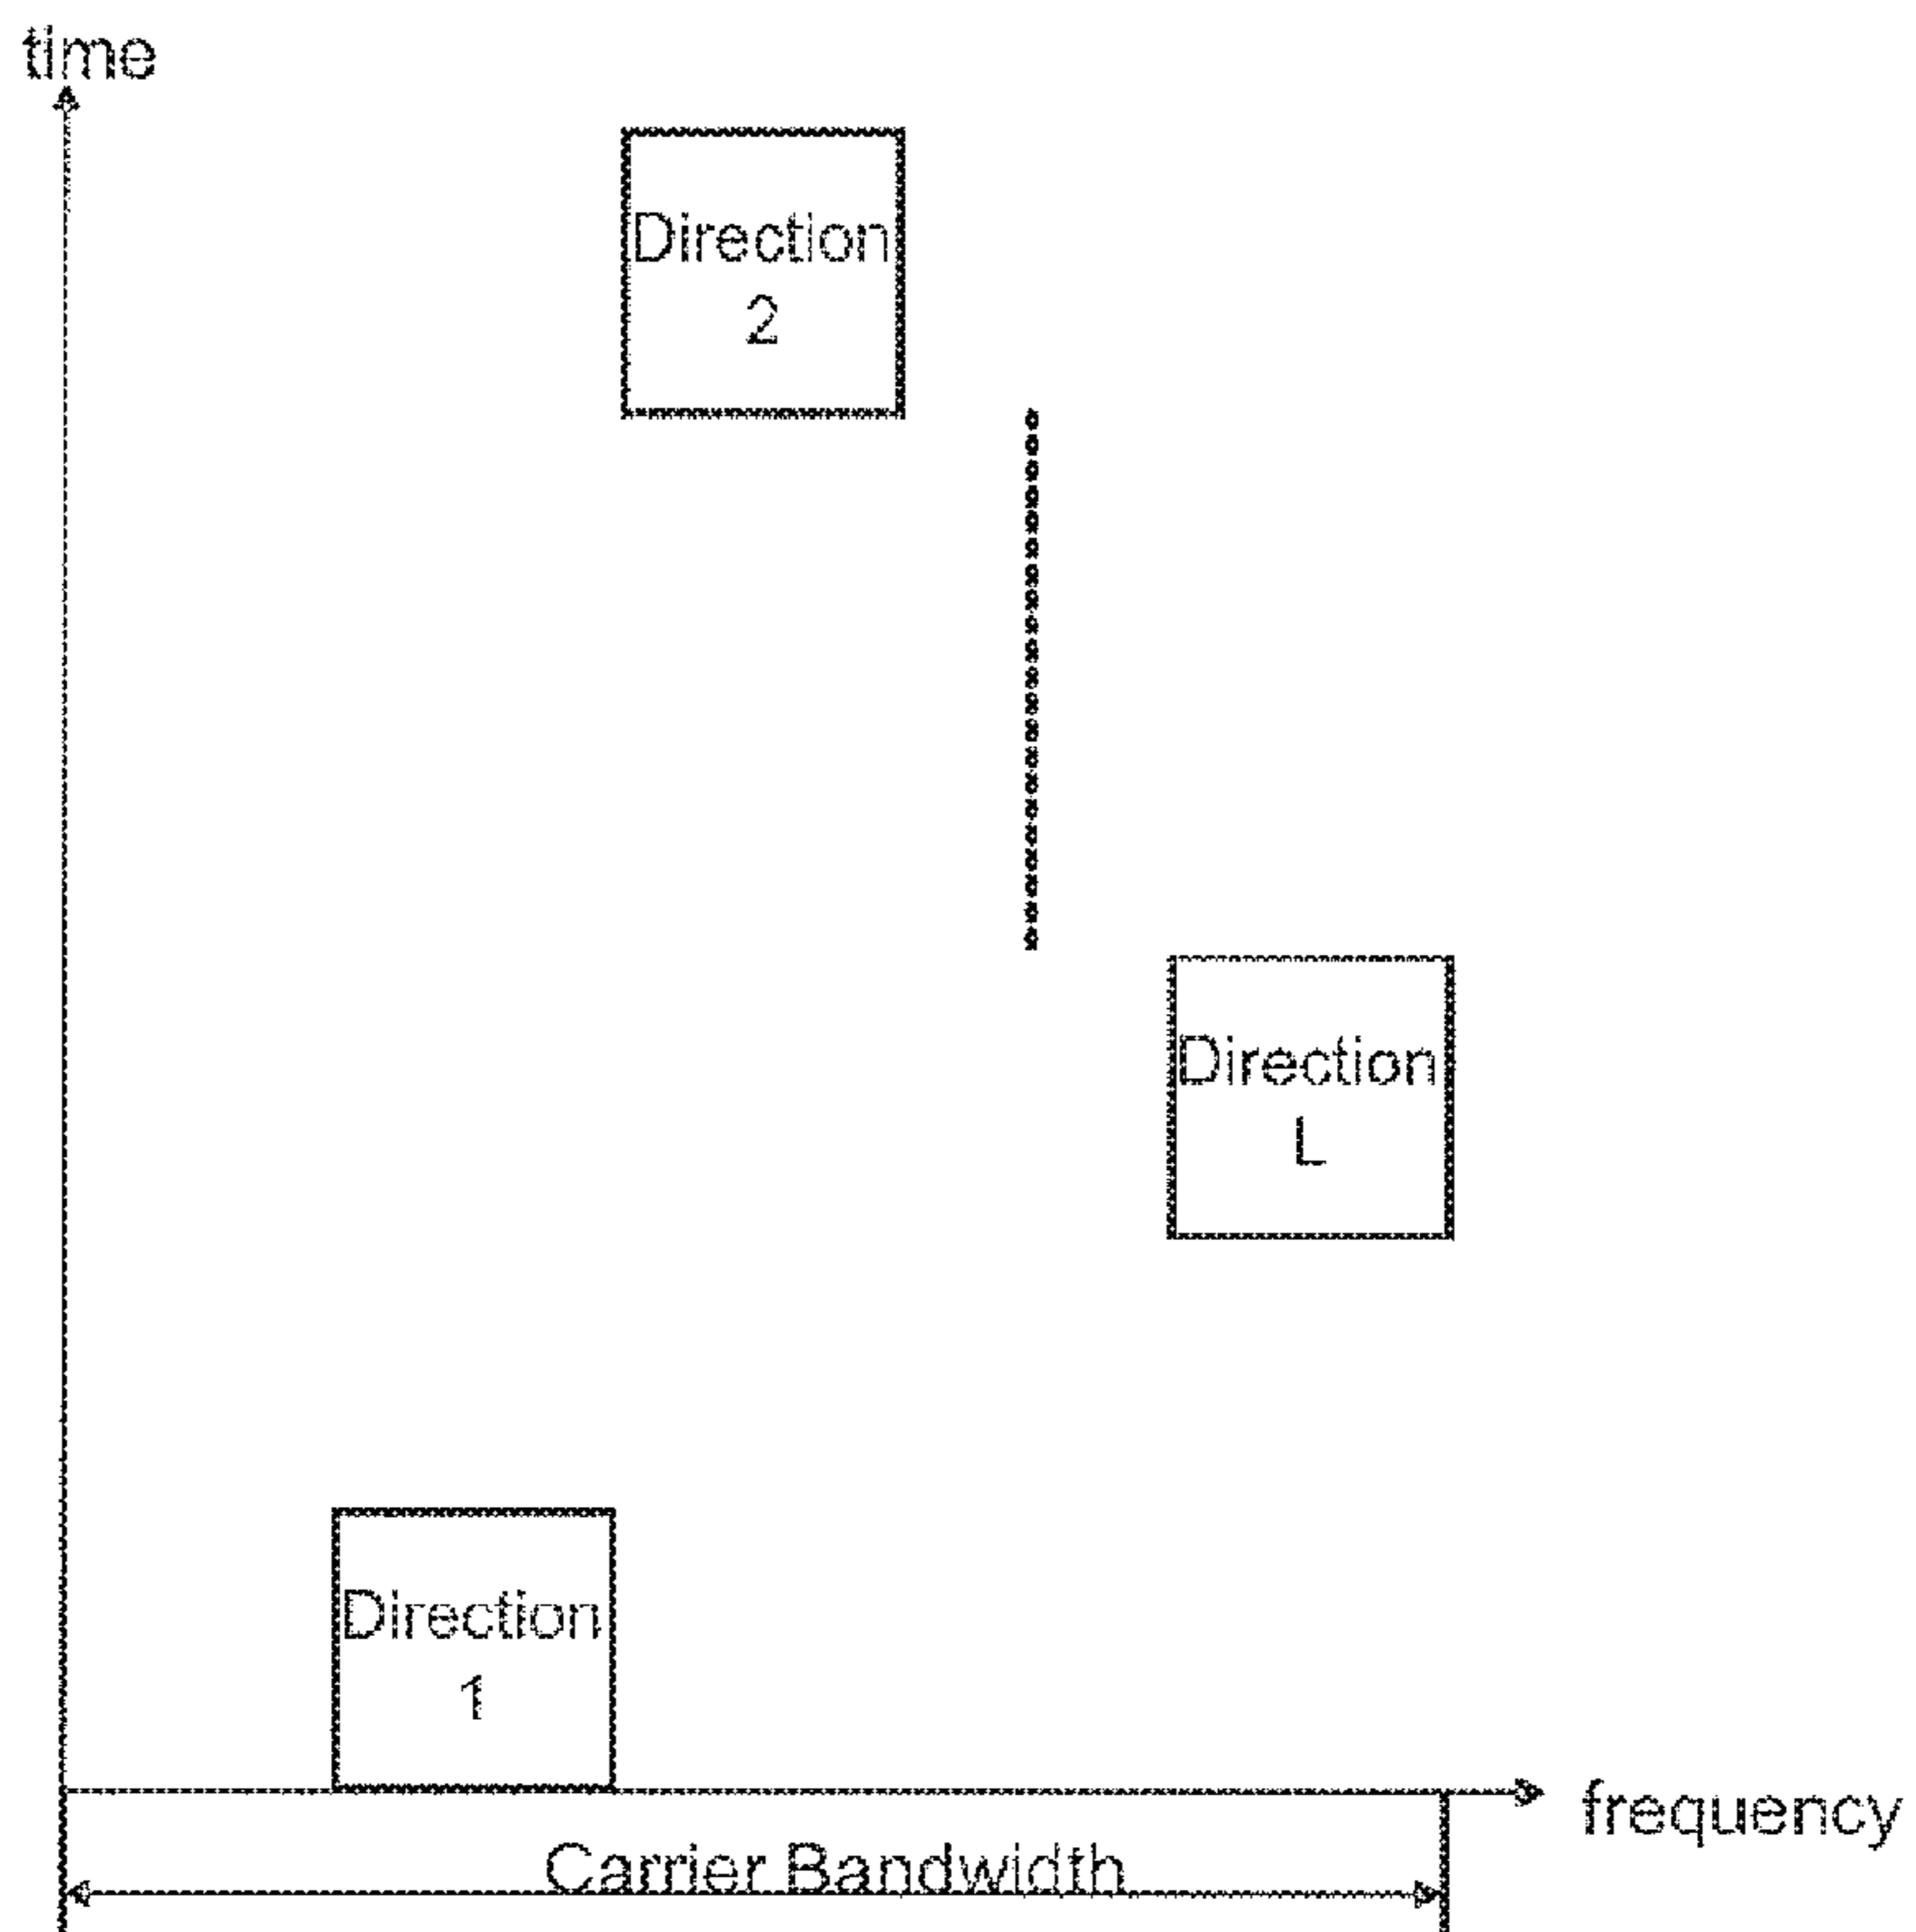 time
Direction
2
Direction
L
Direction
1
frequency
Carrier Bandwidth